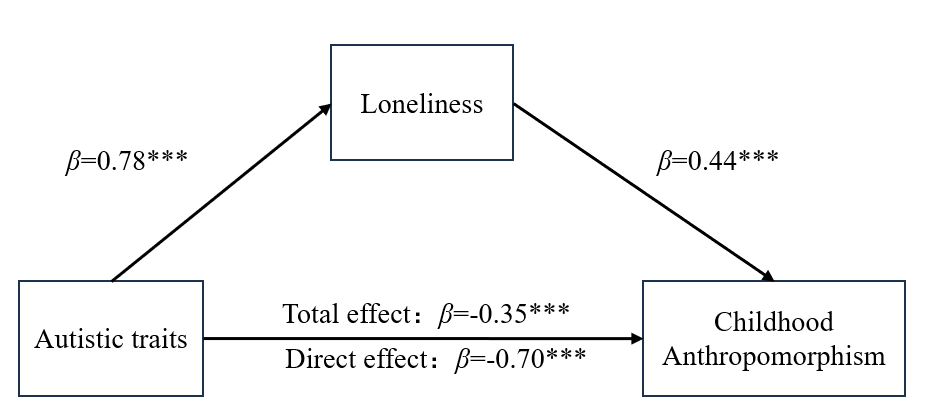 Loneliness
β=0.78***
β=0.44***
Total effect：β=-0.35***
Autistic traits
Childhood
Anthropomorphism
Direct effect：β=-0.70***